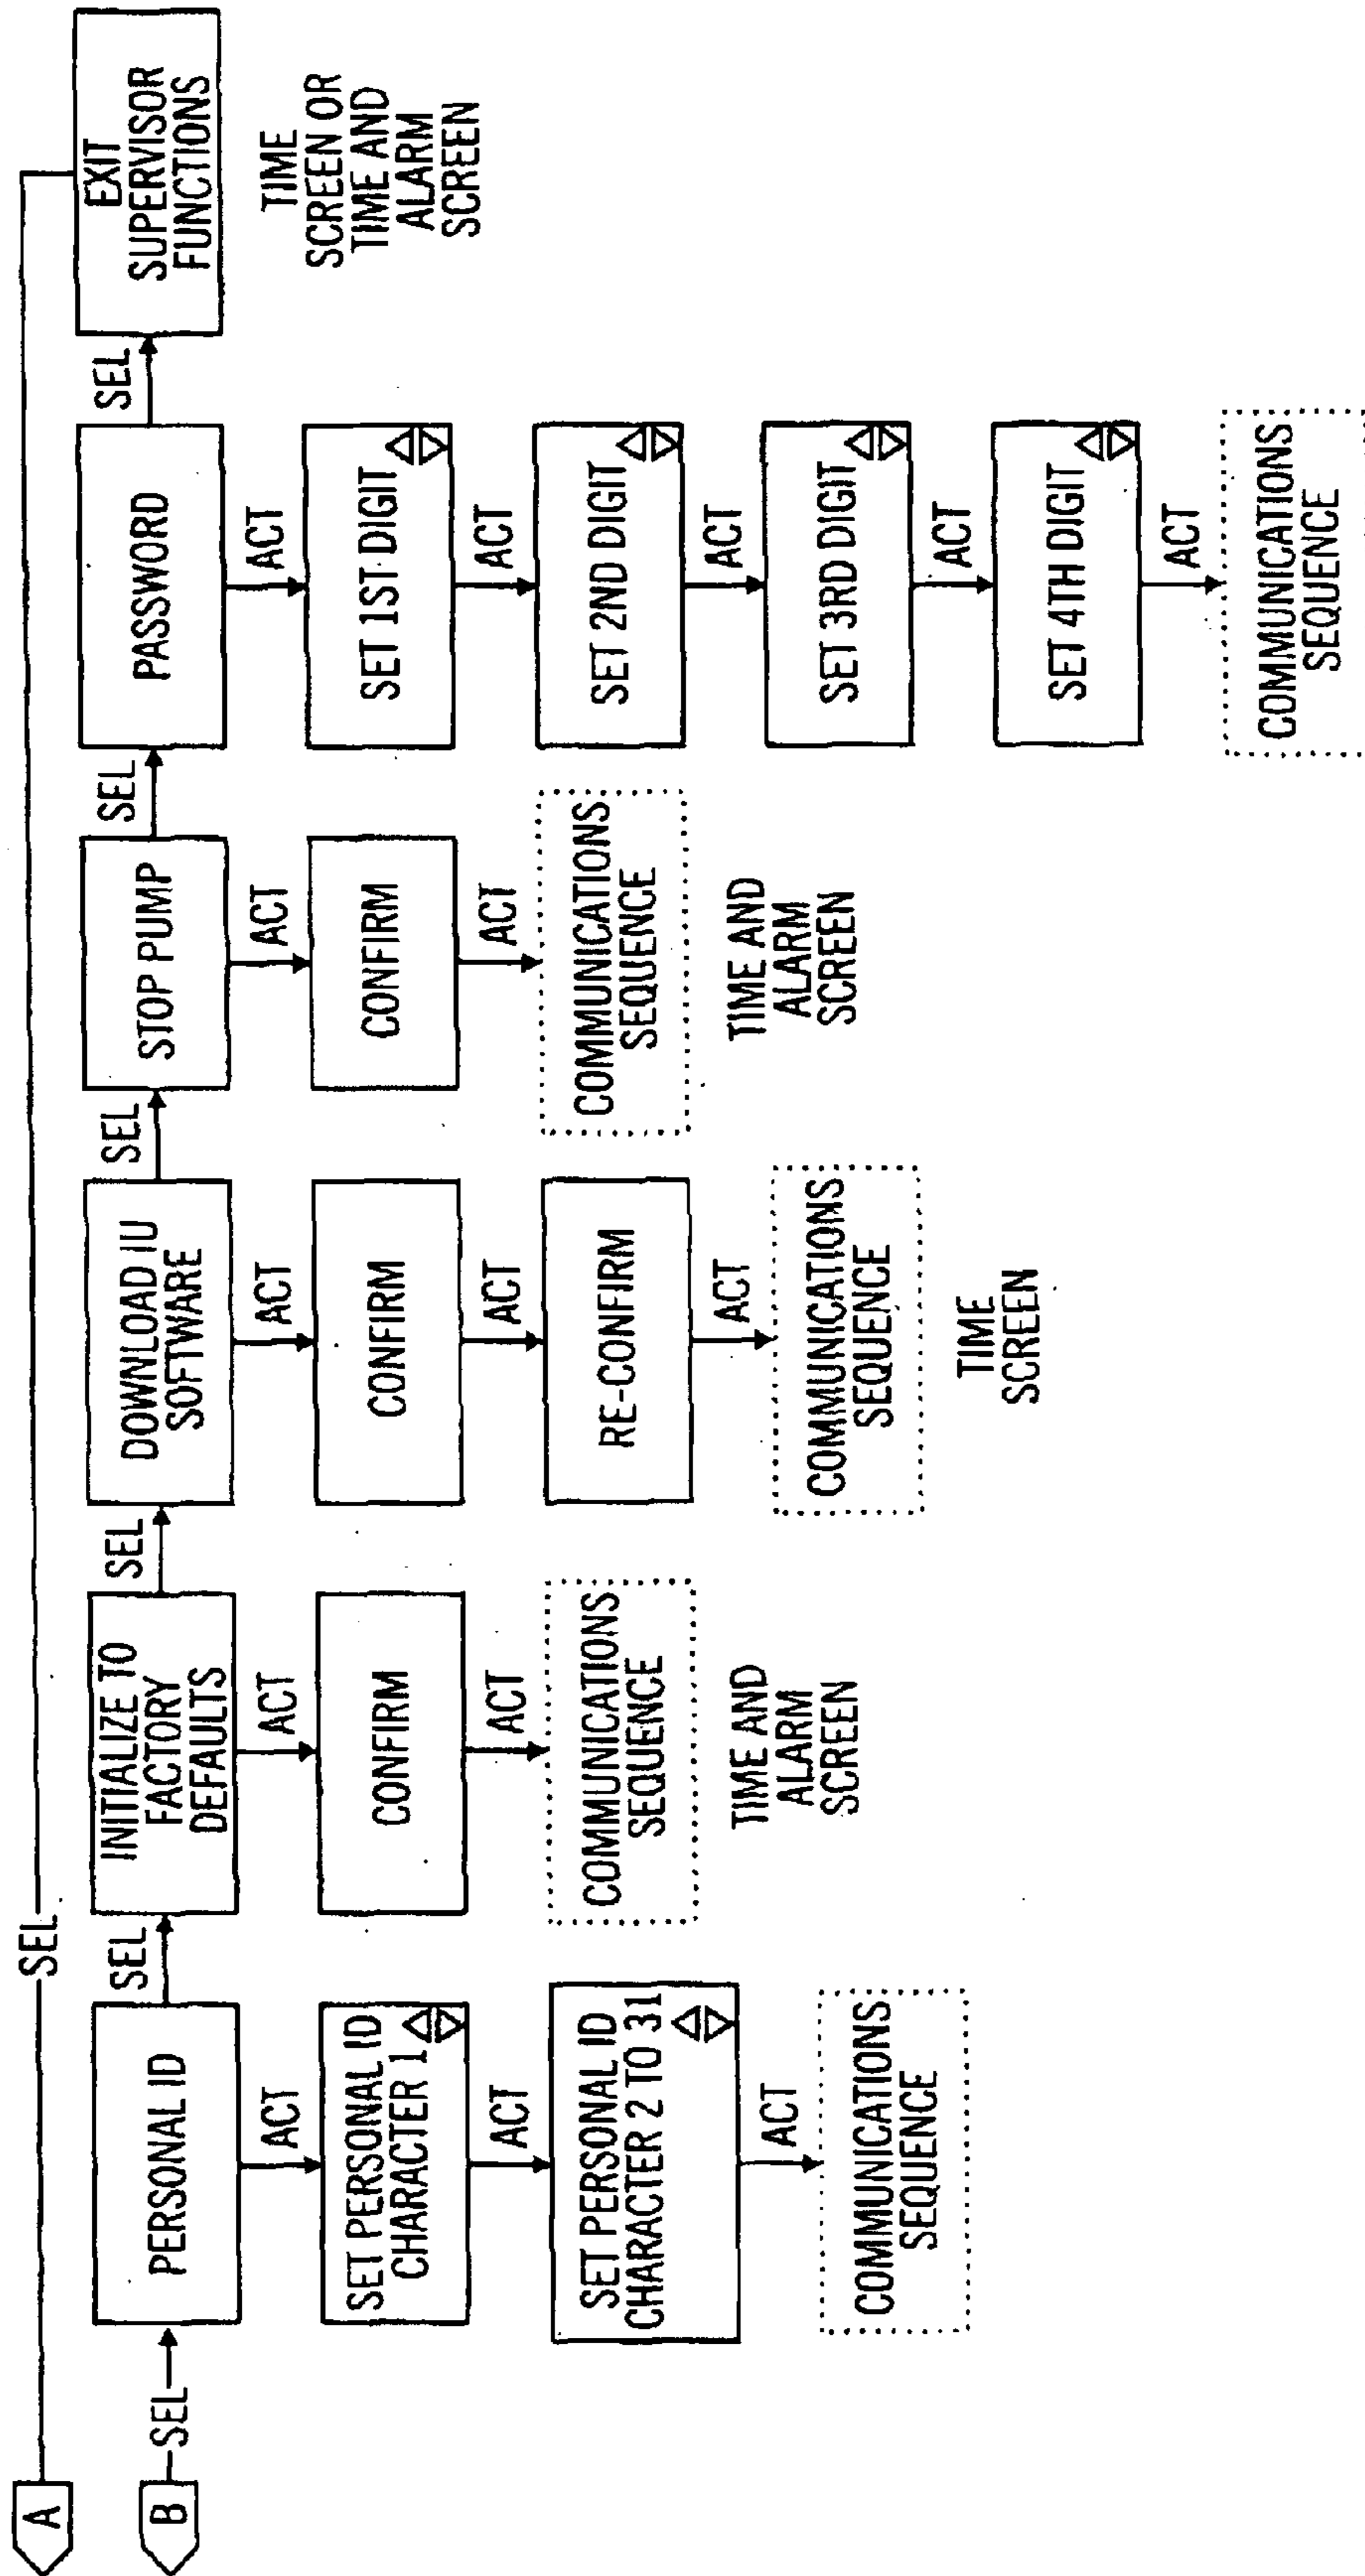 A
SEL
B
SEL
PERSONAL ID
SEL
INITIALIZE TO
FACTORY
DEFAULTS
SEL
DOWNLOAD IU
SOFTWARE
SEL
STOP PUMP
SEL
PASSWORD
SEL
EXIT
SUPERVISOR
FUNCTIONS
ACT
ACT
ACT
ACT
ACT
SET PERSONAL ID
CHARACTER 1
CONFIRM
CONFIRM
CONFIRM
SET 1ST DIGIT
TIME
SCREEN OR
TIME AND
ALARM
SCREEN
ACT
ACT
ACT
ACT
ACT
SET PERSONAL ID
CHARACTER 2 TO 31
COMMUNICATIONS
SEQUENCE
RE-CONFIRM
COMMUNICATIONS
SEQUENCE
SET 2ND DIGIT
ACT
TIME AND
ALARM
SCREEN
ACT
TIME AND
ALARM
SCREEN
ACT
COMMUNICATIONS
SEQUENCE
COMMUNICATIONS
SEQUENCE
SET 3RD DIGIT
TIME
SCREEN
ACT
SET 4TH DIGIT
ACT
COMMUNICATIONS
SEQUENCE